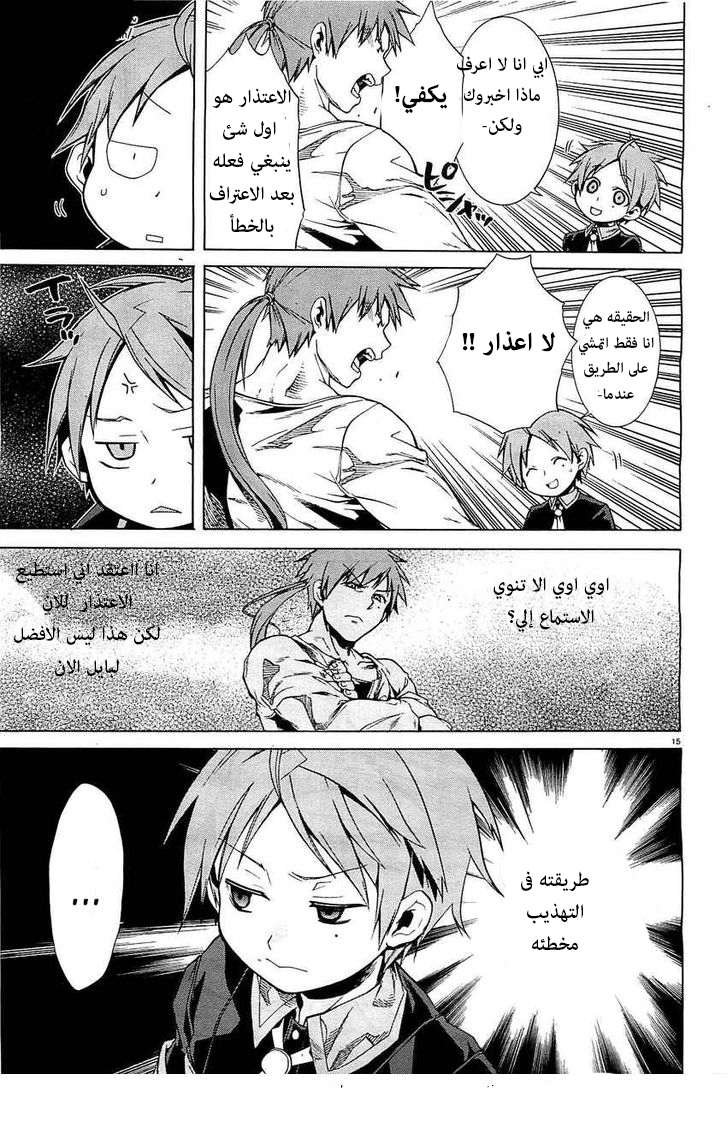 ابي انا لا اعرف
ماذا اخبروك
ولكن-
يكفي!
الاعتذار هو
اول شئ
ينبغي فعله
بعد الاعتراف
بالخطأ
الحقيقه هي
انا فقط اتمشي
على الطريق
عندما-
لا اعذار !!
اوي اوي الا تنوي
الاستماع إلي؟
انا ااعتقد اني استطيع
الاعتذار للان
لكن هذا ليس الافضل
لبابل الان
15
طريقته فى
التهذيب
مخطئه
...